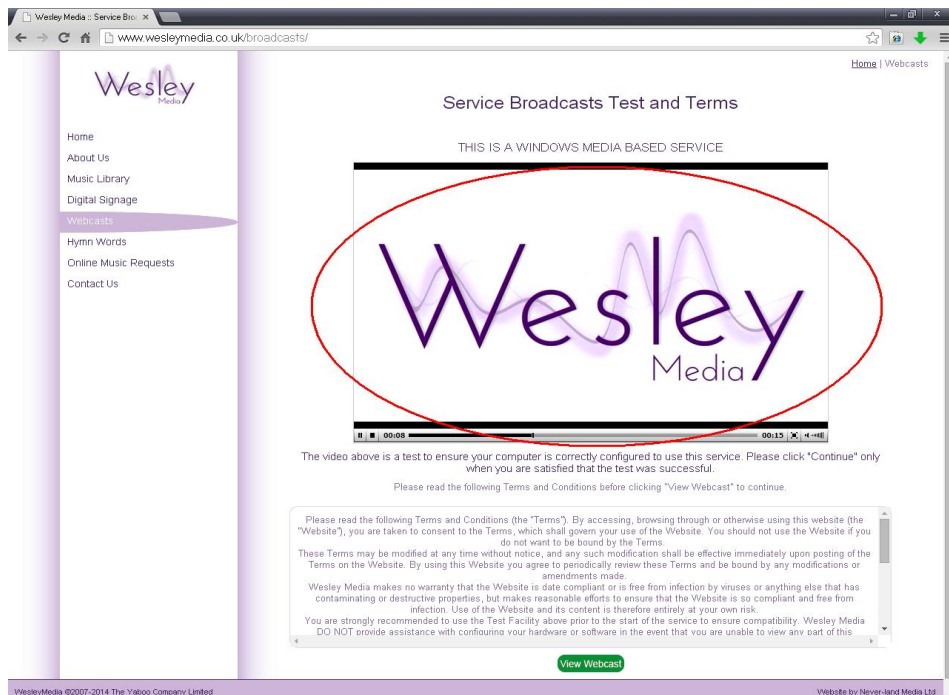 Wesley Media :: Service Bro
www.wesleymedia.co.uk/broadcasts/
Home | Webcasts
Wesley
Media
Home
About Us
Music Library
Digital Signage
Webcasts
Hymn Words
Online Music Requests
Contact Us
Service Broadcasts Test and Terms
THIS IS A WINDOWS MEDIA BASED SERVICE
Wesley
Media
00:08
00:15
The video above is a test to ensure your computer is correctly configured to use this service. Please click "Continue" only
when you are satisfied that the test was successful.
Please read the following Terms and Conditions before clicking "View Webcast" to continue.
Please read the following Terms and Conditions (the "Terms"). By accessing, browsing through or otherwise using this website (the
"Website"), you are taken to consent to the Terms, which shall govern your use of the Website. You should not use the Website if you
do not want to be bound by the Terms.
These Terms may be modified at any time without notice, and any such modification shall be effective immediately upon posting of the
Terms on the Website. By using this Website you agree to periodically review these Terms and be bound by any modifications or
amendments made.
Wesley Media makes no warranty that the Website is date compliant or is free from infection by viruses or anything else that has
contaminating or destructive properties, but makes reasonable efforts to ensure that the Website is so compliant and free from
infection. Use of the Website and its content is therefore entirely at your own risk.
You are strongly recommended to use the Test Facility above prior to the start of the service to ensure compatibility. Wesley Media
DO NOT provide assistance with configuring your hardware or software in the event that you are unable to view any part of this
View Webcast
WesleyMedia ©2007-2014 The Yaboo Company Limited
Website by Never-land Media Ltd.